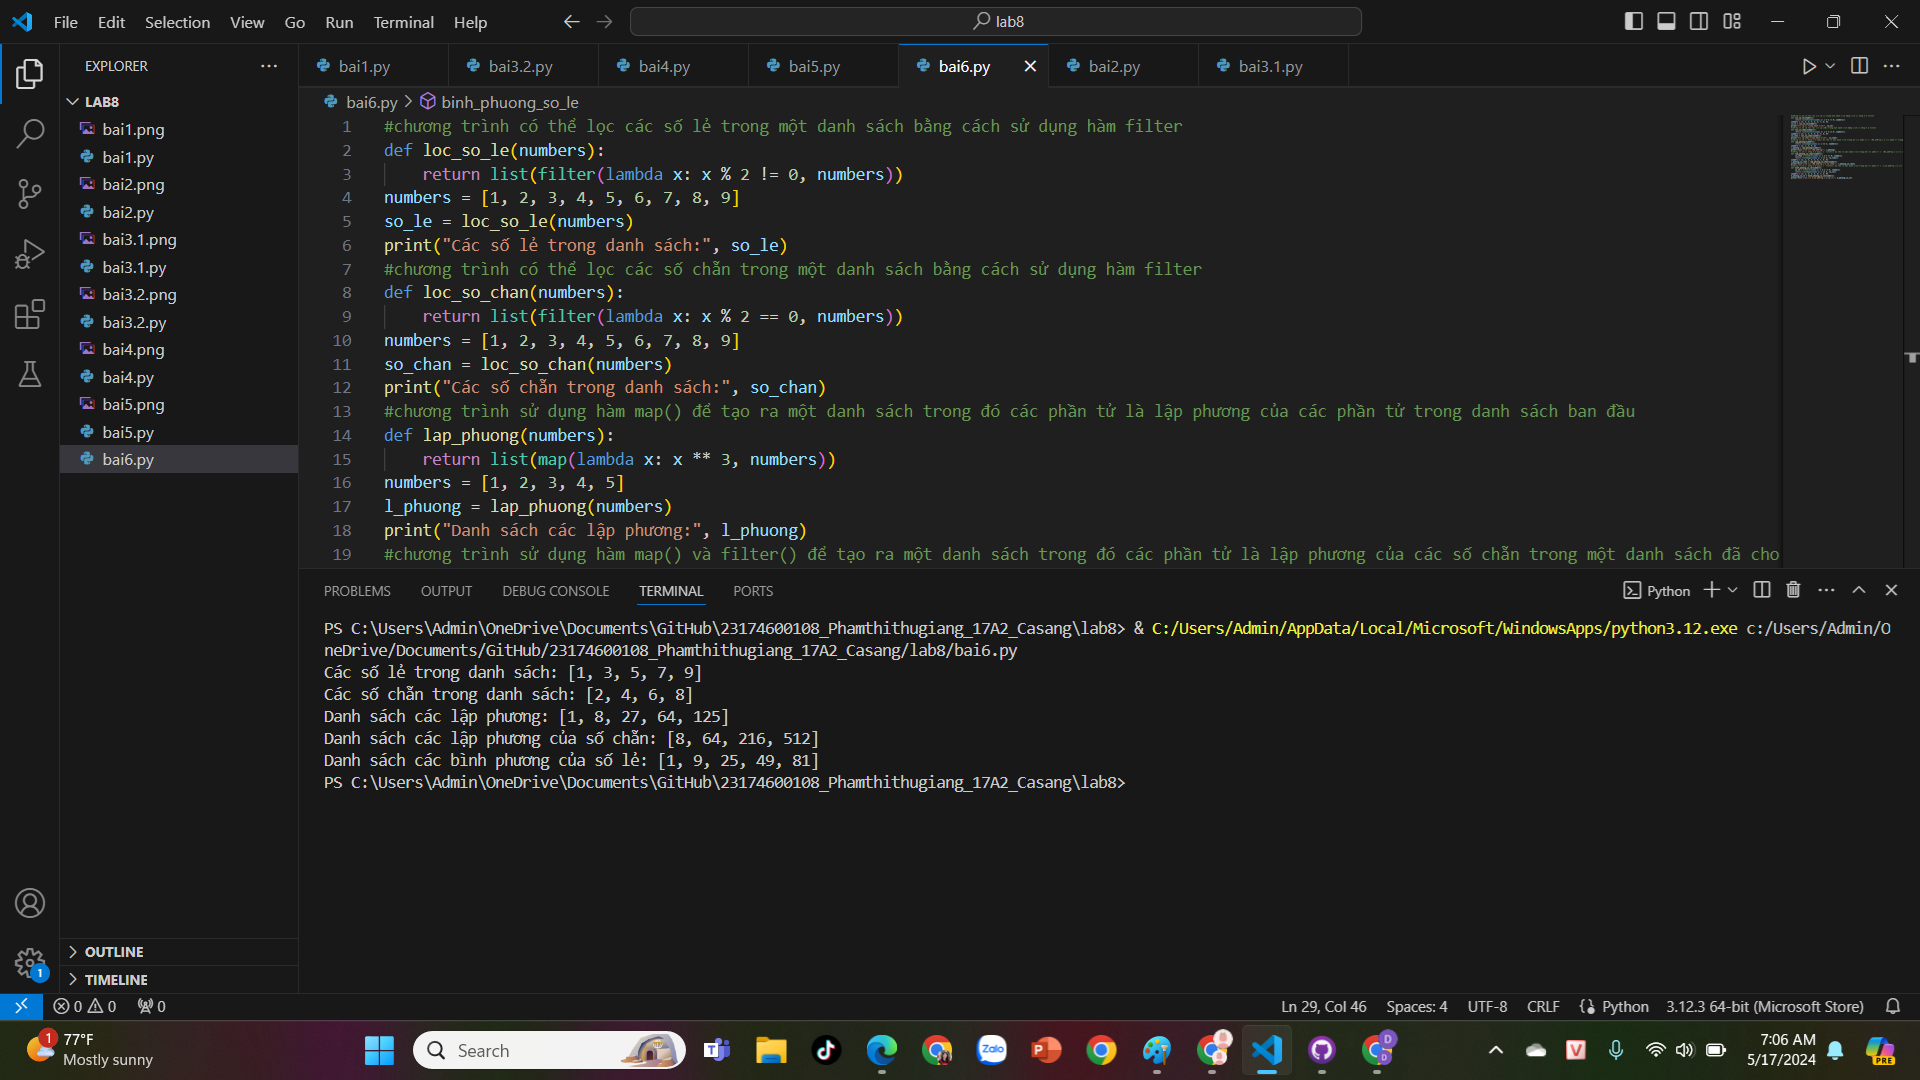 File Edit Selection View Go Run Terminal Help
lab8
EXPLORER
LAB8
bai1.png
bai1.py
bai2.png
bai2.py
bai3.1.png
bai3.1.py
bai3.2.png
bai3.2.py
bai4.png
bai4.py
bai5.png
bai5.py
bai6.py
OUTLINE
TIMELINE
bai1.py bai3.2.py bai4.py bai5.py bai6.py bai2.py bai3.1.py
bai6.py > binh_phuong_so_le
1 #chương trình có thể lọc các số lẻ trong một danh sách bằng cách sử dụng hàm filter
2 def loc_so_le(numbers):
3 return list(filter(lambda x: x % 2 != 0, numbers))
4 numbers = [1, 2, 3, 4, 5, 6, 7, 8, 9]
5 so_le = loc_so_le(numbers)
6 print("Các số lẻ trong danh sách:", so_le)
7 #chương trình có thể lọc các số chẵn trong một danh sách bằng cách sử dụng hàm filter
8 def loc_so_chan(numbers):
9 return list(filter(lambda x: x % 2 == 0, numbers))
10 numbers = [1, 2, 3, 4, 5, 6, 7, 8, 9]
11 so_chan = loc_so_chan(numbers)
12 print("Các số chẵn trong danh sách:", so_chan)
13 #chương trình sử dụng hàm map() để tạo ra một danh sách trong đó các phần tử là lập phương của các phần tử trong danh sách ban đầu
14 def lap_phuong(numbers):
15 return list(map(lambda x: x ** 3, numbers))
16 numbers = [1, 2, 3, 4, 5]
17 l_phuong = lap_phuong(numbers)
18 print("Danh sách các lập phương:", l_phuong)
19 #chương trình sử dụng hàm map() và filter() để tạo ra một danh sách trong đó các phần tử là lập phương của các số chẵn trong một danh sách đã cho
PROBLEMS OUTPUT DEBUG CONSOLE TERMINAL PORTS
Python
PS C:\Users\Admin\OneDrive\Documents\GitHub\23174600108_Phamthithugiang_17A2_Casang\lab8> & C:/Users/Admin/AppData/Local/Microsoft/WindowsApps/python3.12.exe c:/Users/Admin/O
neDrive/Documents/GitHub/23174600108_Phamthithugiang_17A2_Casang/lab8/bai6.py
Các số lẻ trong danh sách: [1, 3, 5, 7, 9]
Các số chẵn trong danh sách: [2, 4, 6, 8]
Danh sách các lập phương: [1, 8, 27, 64, 125]
Danh sách các lập phương của số chẵn: [8, 64, 216, 512]
Danh sách các bình phương của số lẻ: [1, 9, 25, 49, 81]
PS C:\Users\Admin\OneDrive\Documents\GitHub\23174600108_Phamthithugiang_17A2_Casang\lab8>
1
0 0 0
Ln 29, Col 46 Spaces: 4 UTF-8 CRLF Python 3.12.3 64-bit (Microsoft Store)
1
77°F
Mostly sunny
Search
Zalo
D
D
V
7:06 AM
5/17/2024
PRE